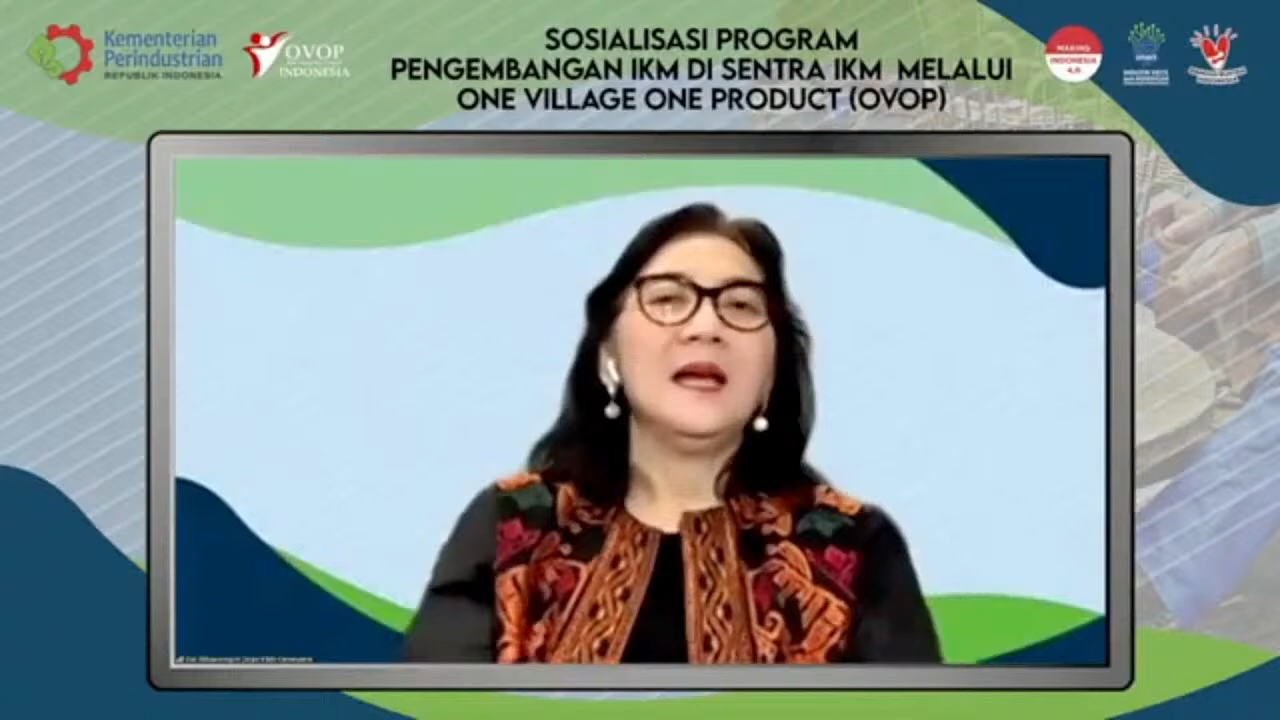 Kementerian
Perindustrian
REPUBLIK INDONESIA
OVOP
INDONESIA
SOSIALISASI PROGRAM
PENGEMBANGAN IKM DI SENTRA IKM MELALUI
ONE VILLAGE ONE PRODUCT (OVOP)
MAKING
INDONESIA
4.0